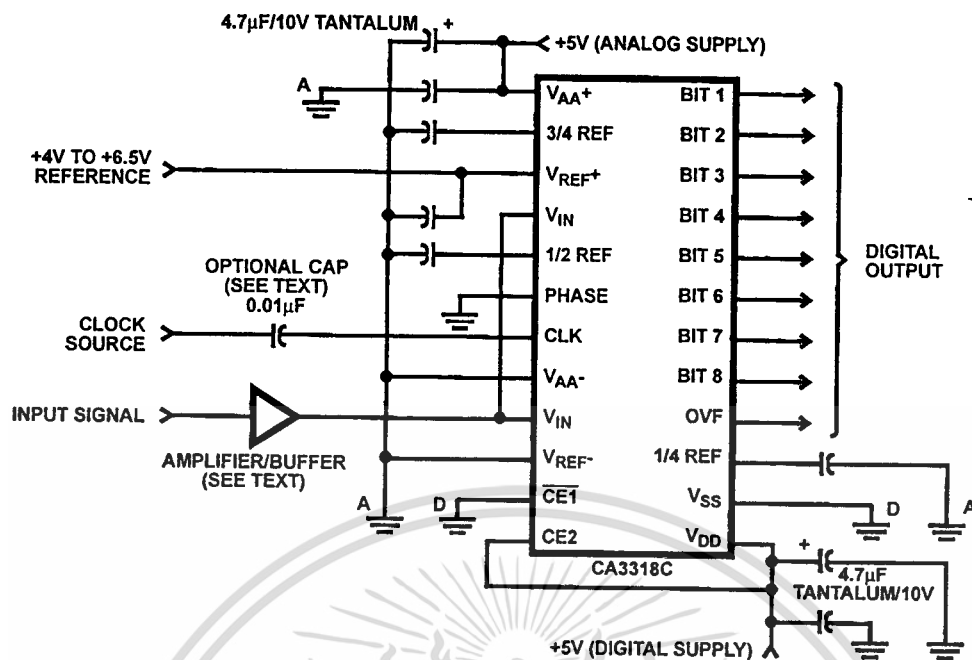 4.7µF/10V TANTALUM +
+5V (ANALOG SUPPLY)
A
VAA+
BIT 1
3/4 REF
BIT 2
+4V TO +6.5V
REFERENCE
VREF+
BIT 3
VIN
BIT 4
1/2 REF
BIT 5
DIGITAL
OUTPUT
OPTIONAL CAP
(SEE TEXT)
0.01µF
PHASE
BIT 6
CLOCK
SOURCE
CLK
BIT 7
VAA-
BIT 8
INPUT SIGNAL
VIN
OVF
AMPLIFIER/BUFFER
(SEE TEXT)
VREF-
1/4 REF
A
D
CE1
VSS
D
A
CE2
VDD
CA3318C
+
4.7µF
TANTALUM/10V
+5V (DIGITAL SUPPLY)